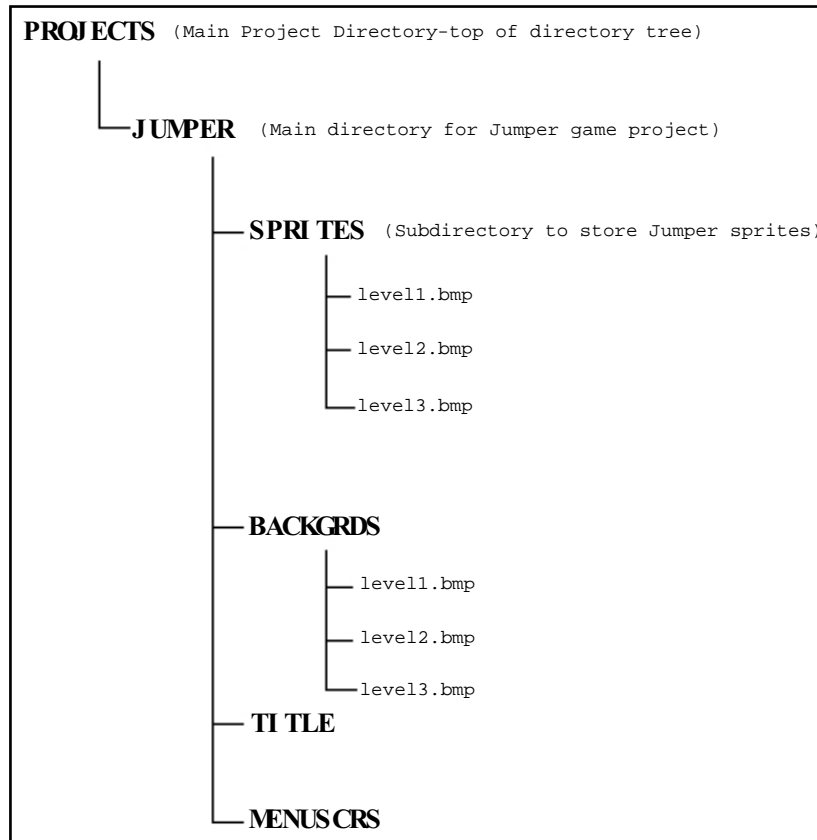 PROJECTS (Main Project Directory-top of directory tree)
JUMPER (Main directory for Jumper game project)
SPRITES (Subdirectory to store Jumper sprites)
level1.bmp
level2.bmp
level3.bmp
BACKGRDS
level1.bmp
level2.bmp
level3.bmp
TITLE
MENUSCRS